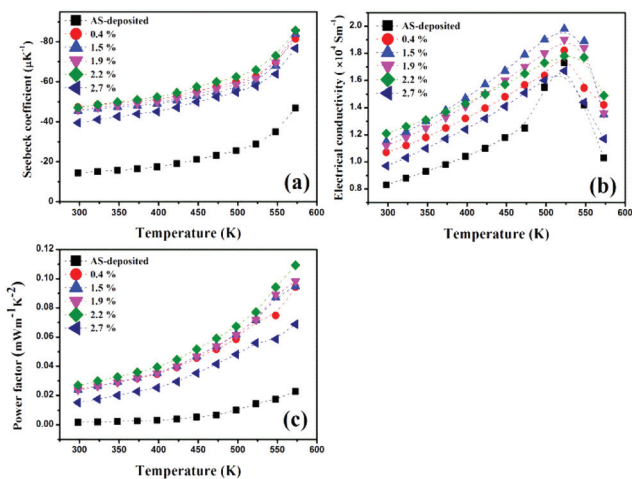 AS-deposited
0.4 %
1.5 %
1.9 %
2.2 %
2.7 %
-80
-60
-40
-20
0
300 350 400 450 500 550 600
Seebeck coefficient (μK⁻¹)
Temperature (K)
(a)
AS-deposited
0.4 %
1.5 %
1.9 %
2.2 %
2.7 %
2.0
1.8
1.6
1.4
1.2
1.0
0.8
0.6
300 350 400 450 500 550 600
Electrical conductivity ( ×10⁴ Sm⁻¹)
Temperature (K)
(b)
AS-deposited
0.4 %
1.5 %
1.9 %
2.2 %
2.7 %
0.12
0.10
0.08
0.06
0.04
0.02
0.00
300 350 400 450 500 550 600
Power factor (mWm⁻¹K⁻²)
Temperature (K)
(c)